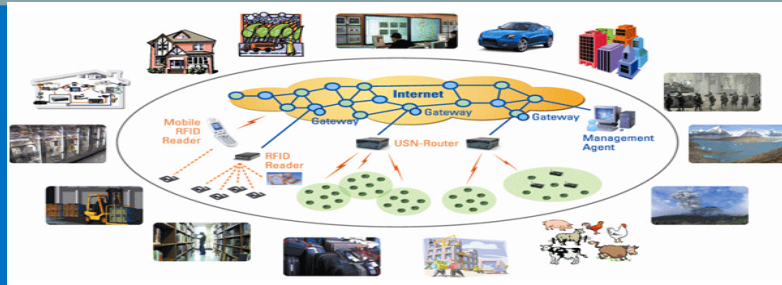 Internet
Gateway
Gateway
Gateway
Mobile
RFID
Reader
RFID
Reader
USN-Router
Management
Agent